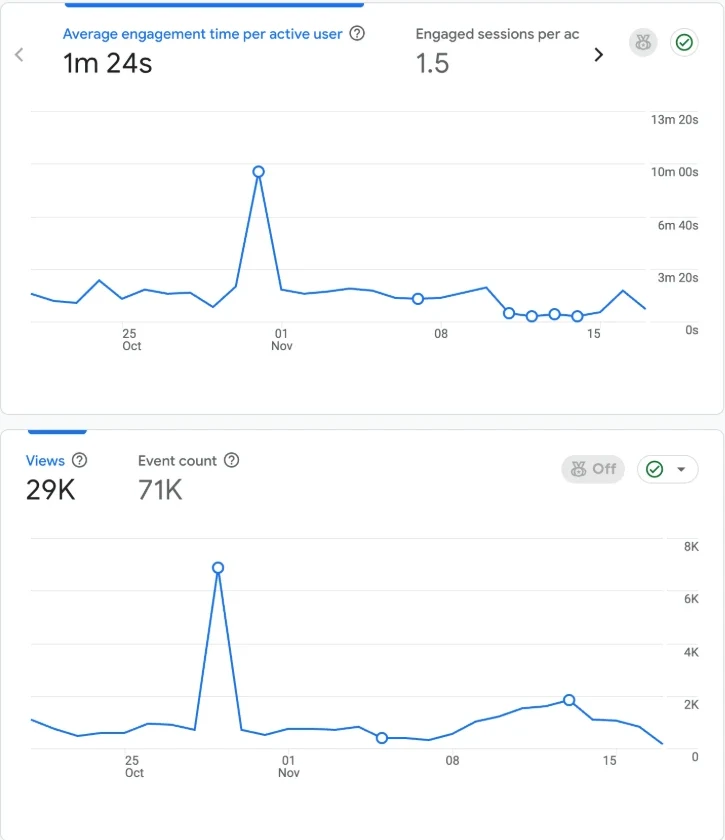 Average engagement time per active user
Engaged sessions per ac
1m 24s
1.5
13m 20s
10m 00s
6m 40s
3m 20s
0s
25
Oct
01
Nov
08
15
Views
Event count
Off
29K
71K
8K
6K
4K
2K
0
25
Oct
01
Nov
08
15